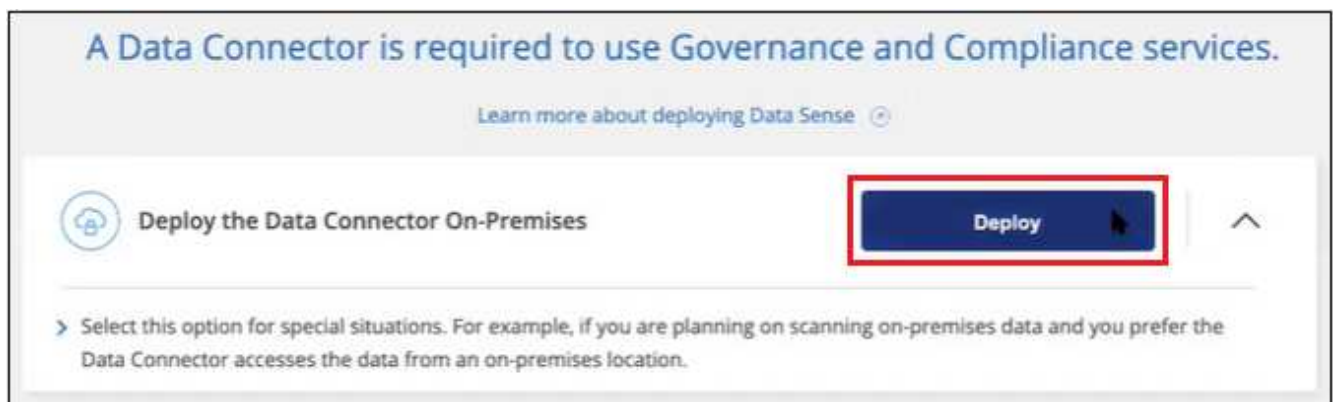 A Data Connector is required to use Governance and Compliance services.
Learn more about deploying Data Sense
Deploy the Data Connector On-Premises
Deploy
Select this option for special situations. For example, if you are planning on scanning on-premises data and you prefer the
Data Connector accesses the data from an on-premises location.